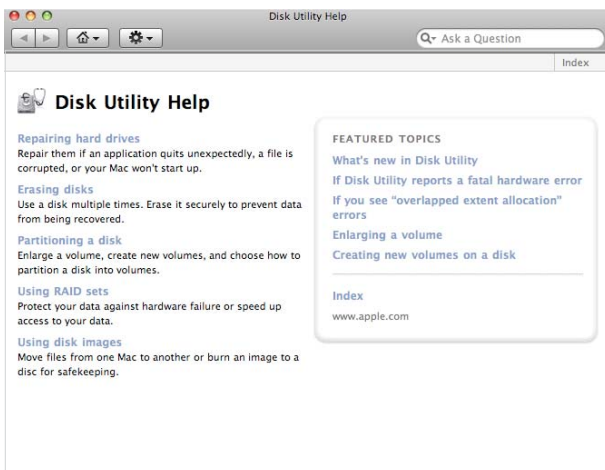 Disk Utility Help
Ask a Question
Index
Disk Utility Help
Repairing hard drives
Repair them if an application quits unexpectedly, a file is
corrupted, or your Mac won't start up.
Erasing disks
Use a disk multiple times. Erase it securely to prevent data
from being recovered.
Partitioning a disk
Enlarge a volume, create new volumes, and choose how to
partition a disk into volumes.
Using RAID sets
Protect your data against hardware failure or speed up
access to your data.
Using disk images
Move files from one Mac to another or burn an image to a
disc for safekeeping.
FEATURED TOPICS
What's new in Disk Utility
If Disk Utility reports a fatal hardware error
If you see “overlapped extent allocation”
errors
Enlarging a volume
Creating new volumes on a disk
Index
www.apple.com